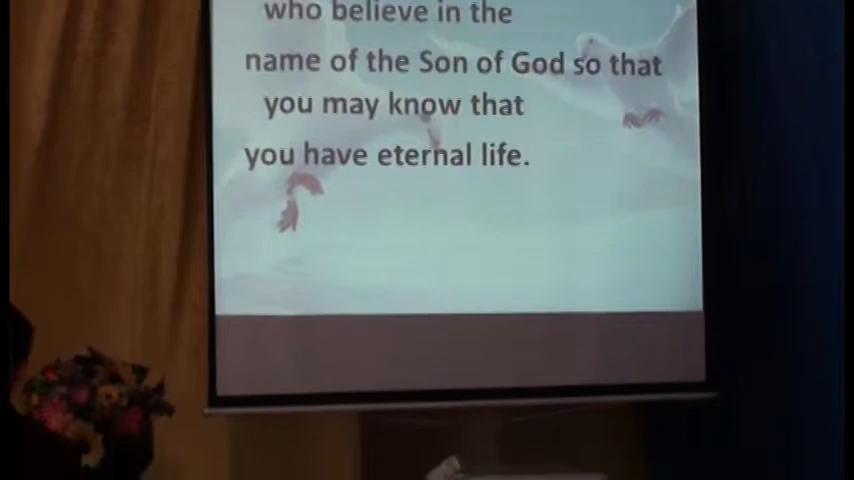 who believe in the
name of the Son of God so that
you may know that
you have eternal life.